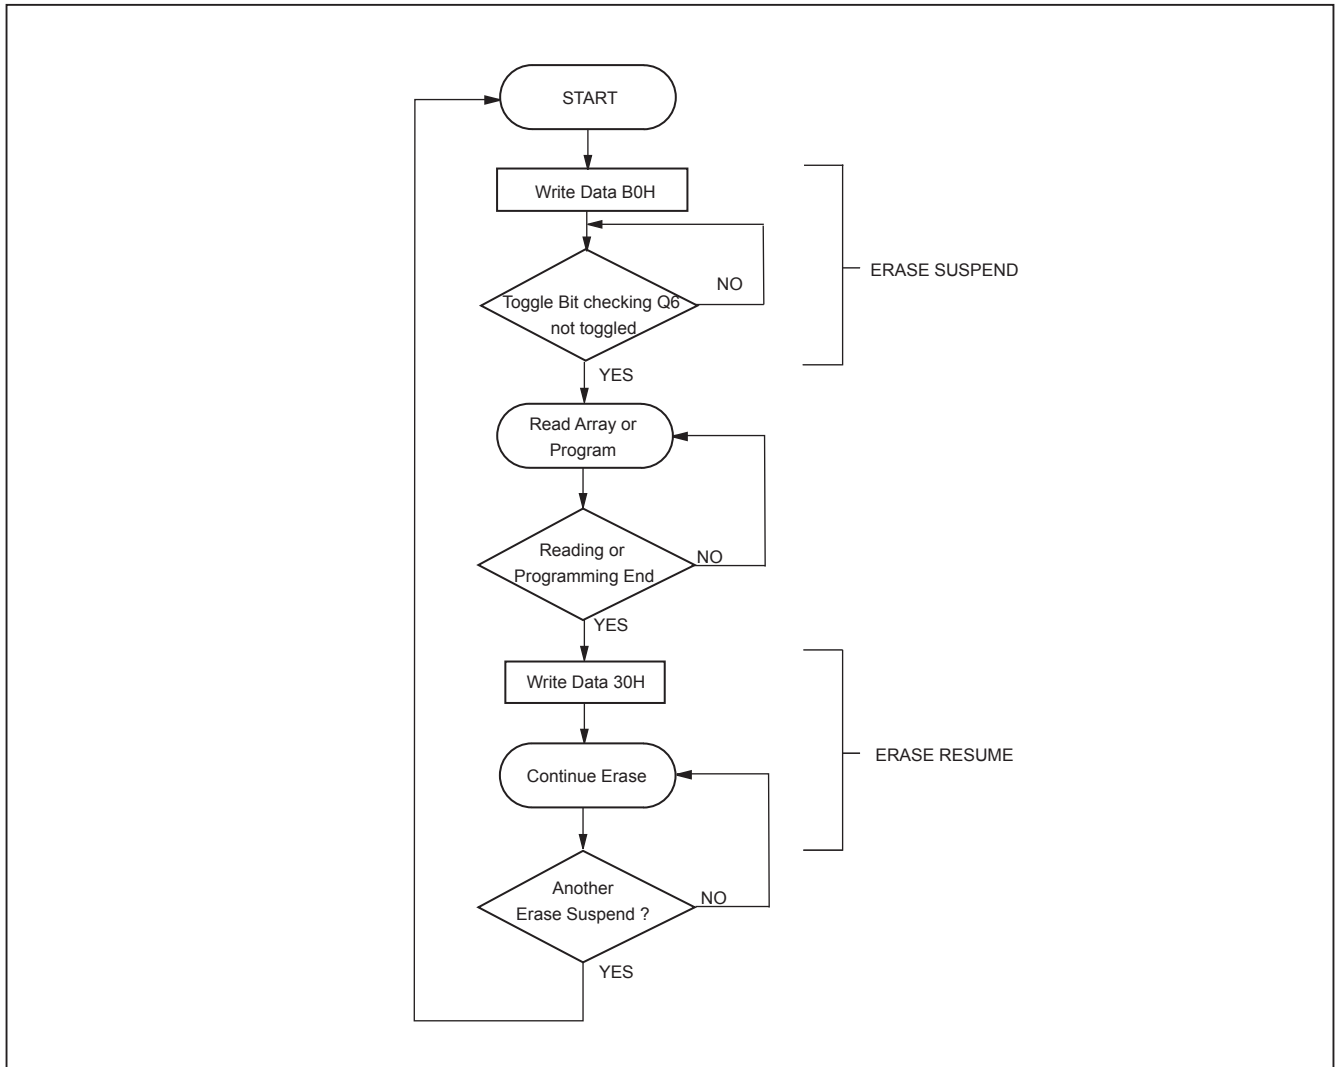 START
Write Data B0H
ERASE SUSPEND
NO
Toggle Bit checking Q6
not toggled
YES
Read Array or
Program
Reading or
Programming End
NO
YES
Write Data 30H
ERASE RESUME
Continue Erase
Another
Erase Suspend ?
NO
YES